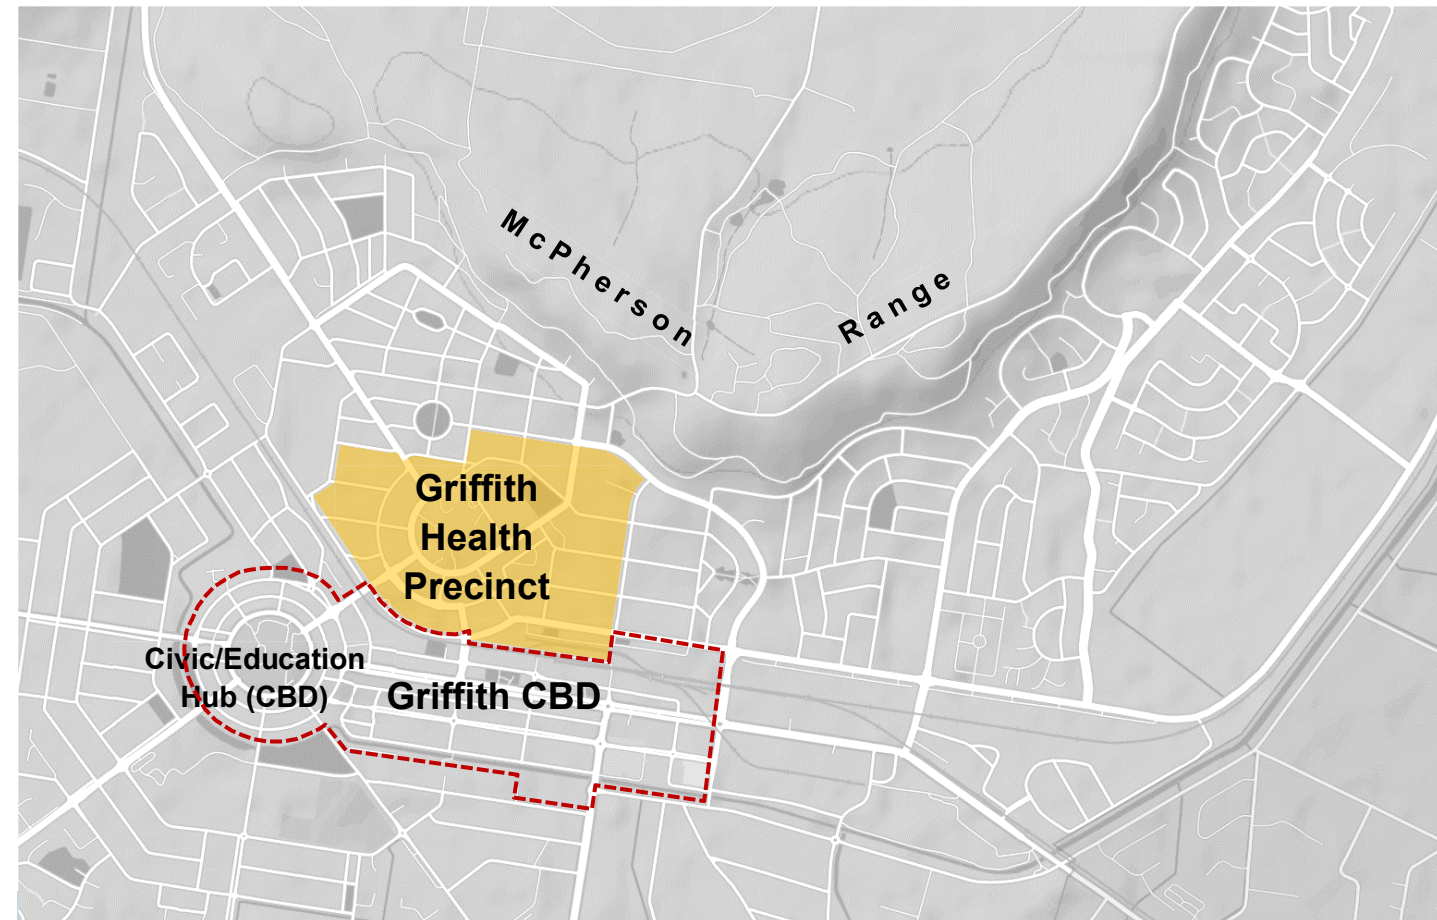 McPherson
Range
Griffith
Health
Precinct
Civic/Education
Hub (CBD)
Griffith CBD